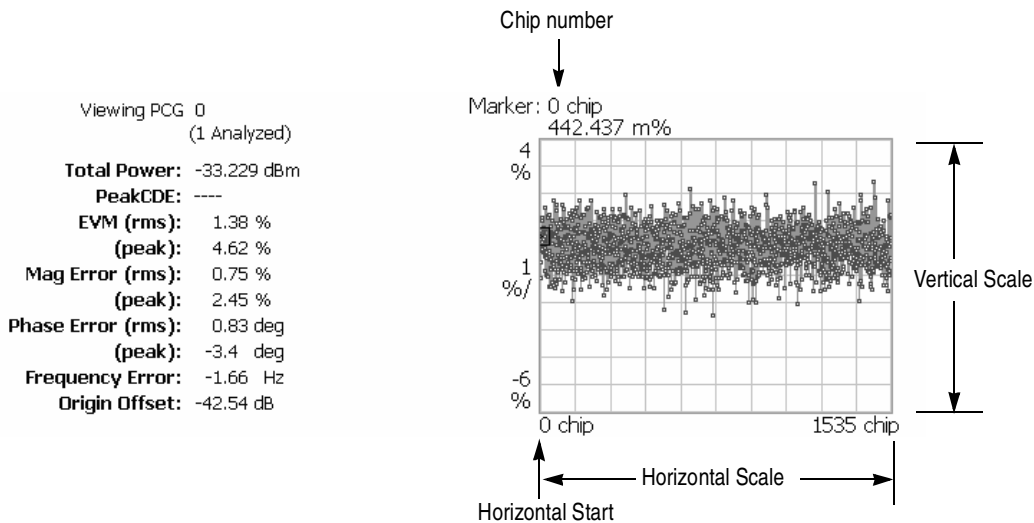 Chip number
Viewing PCG 0
(1 Analyzed)
Total Power: -33.229 dBm
PeakCDE: ----
EVM (rms): 1.38 %
(peak): 4.62 %
Mag Error (rms): 0.75 %
(peak): 2.45 %
Phase Error (rms): 0.83 deg
(peak): -3.4 deg
Frequency Error: -1.66 Hz
Origin Offset: -42.54 dB
Marker: 0 chip
442.437 m%
4
%
1
%/
-6
%
0 chip 1535 chip
Vertical Scale
Horizontal Scale
Horizontal Start